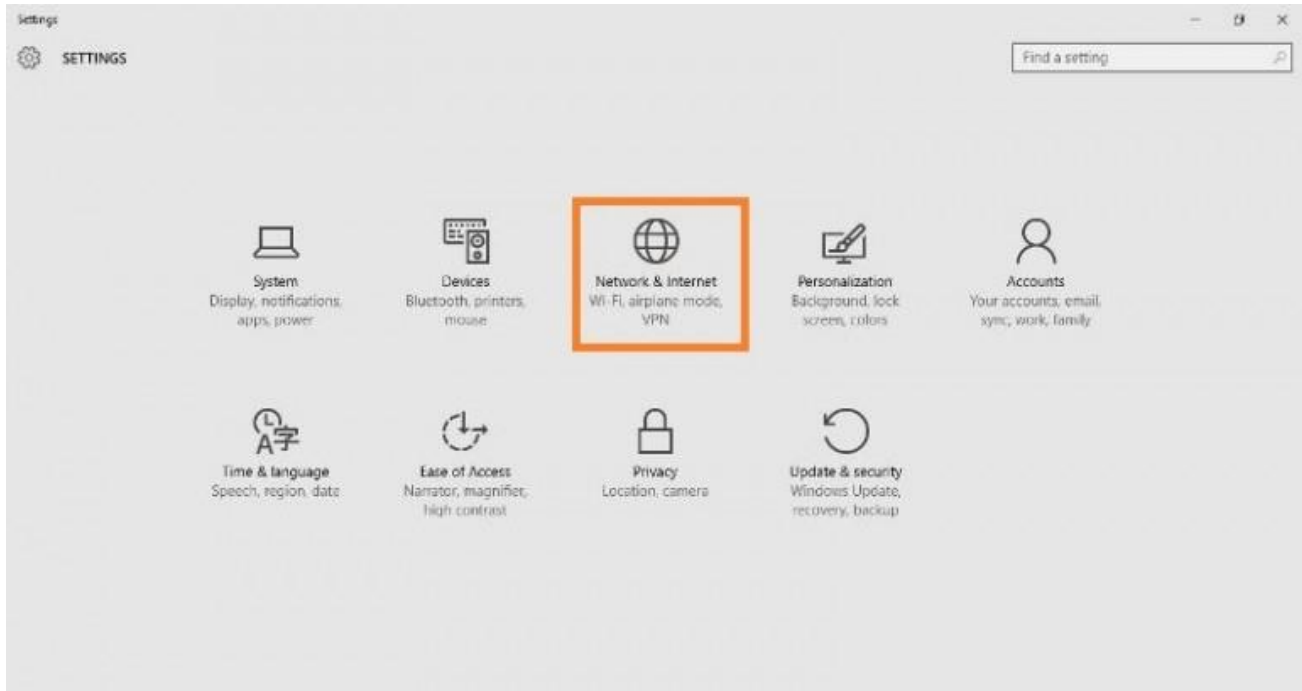 Settings
SETTINGS
Find a setting
System
Display, notifications,
apps, power
Devices
Bluetooth, printers,
mouse
Network & Internet
Wi-Fi, airplane mode,
VPN
Personalization
Background, lock
screen, colors
Accounts
Your accounts, email,
sync, work, family
A字
Time & language
Speech, region, date
Ease of Access
Narrator, magnifier,
high contrast
Privacy
Location, camera
Update & security
Windows Update,
recovery, backup